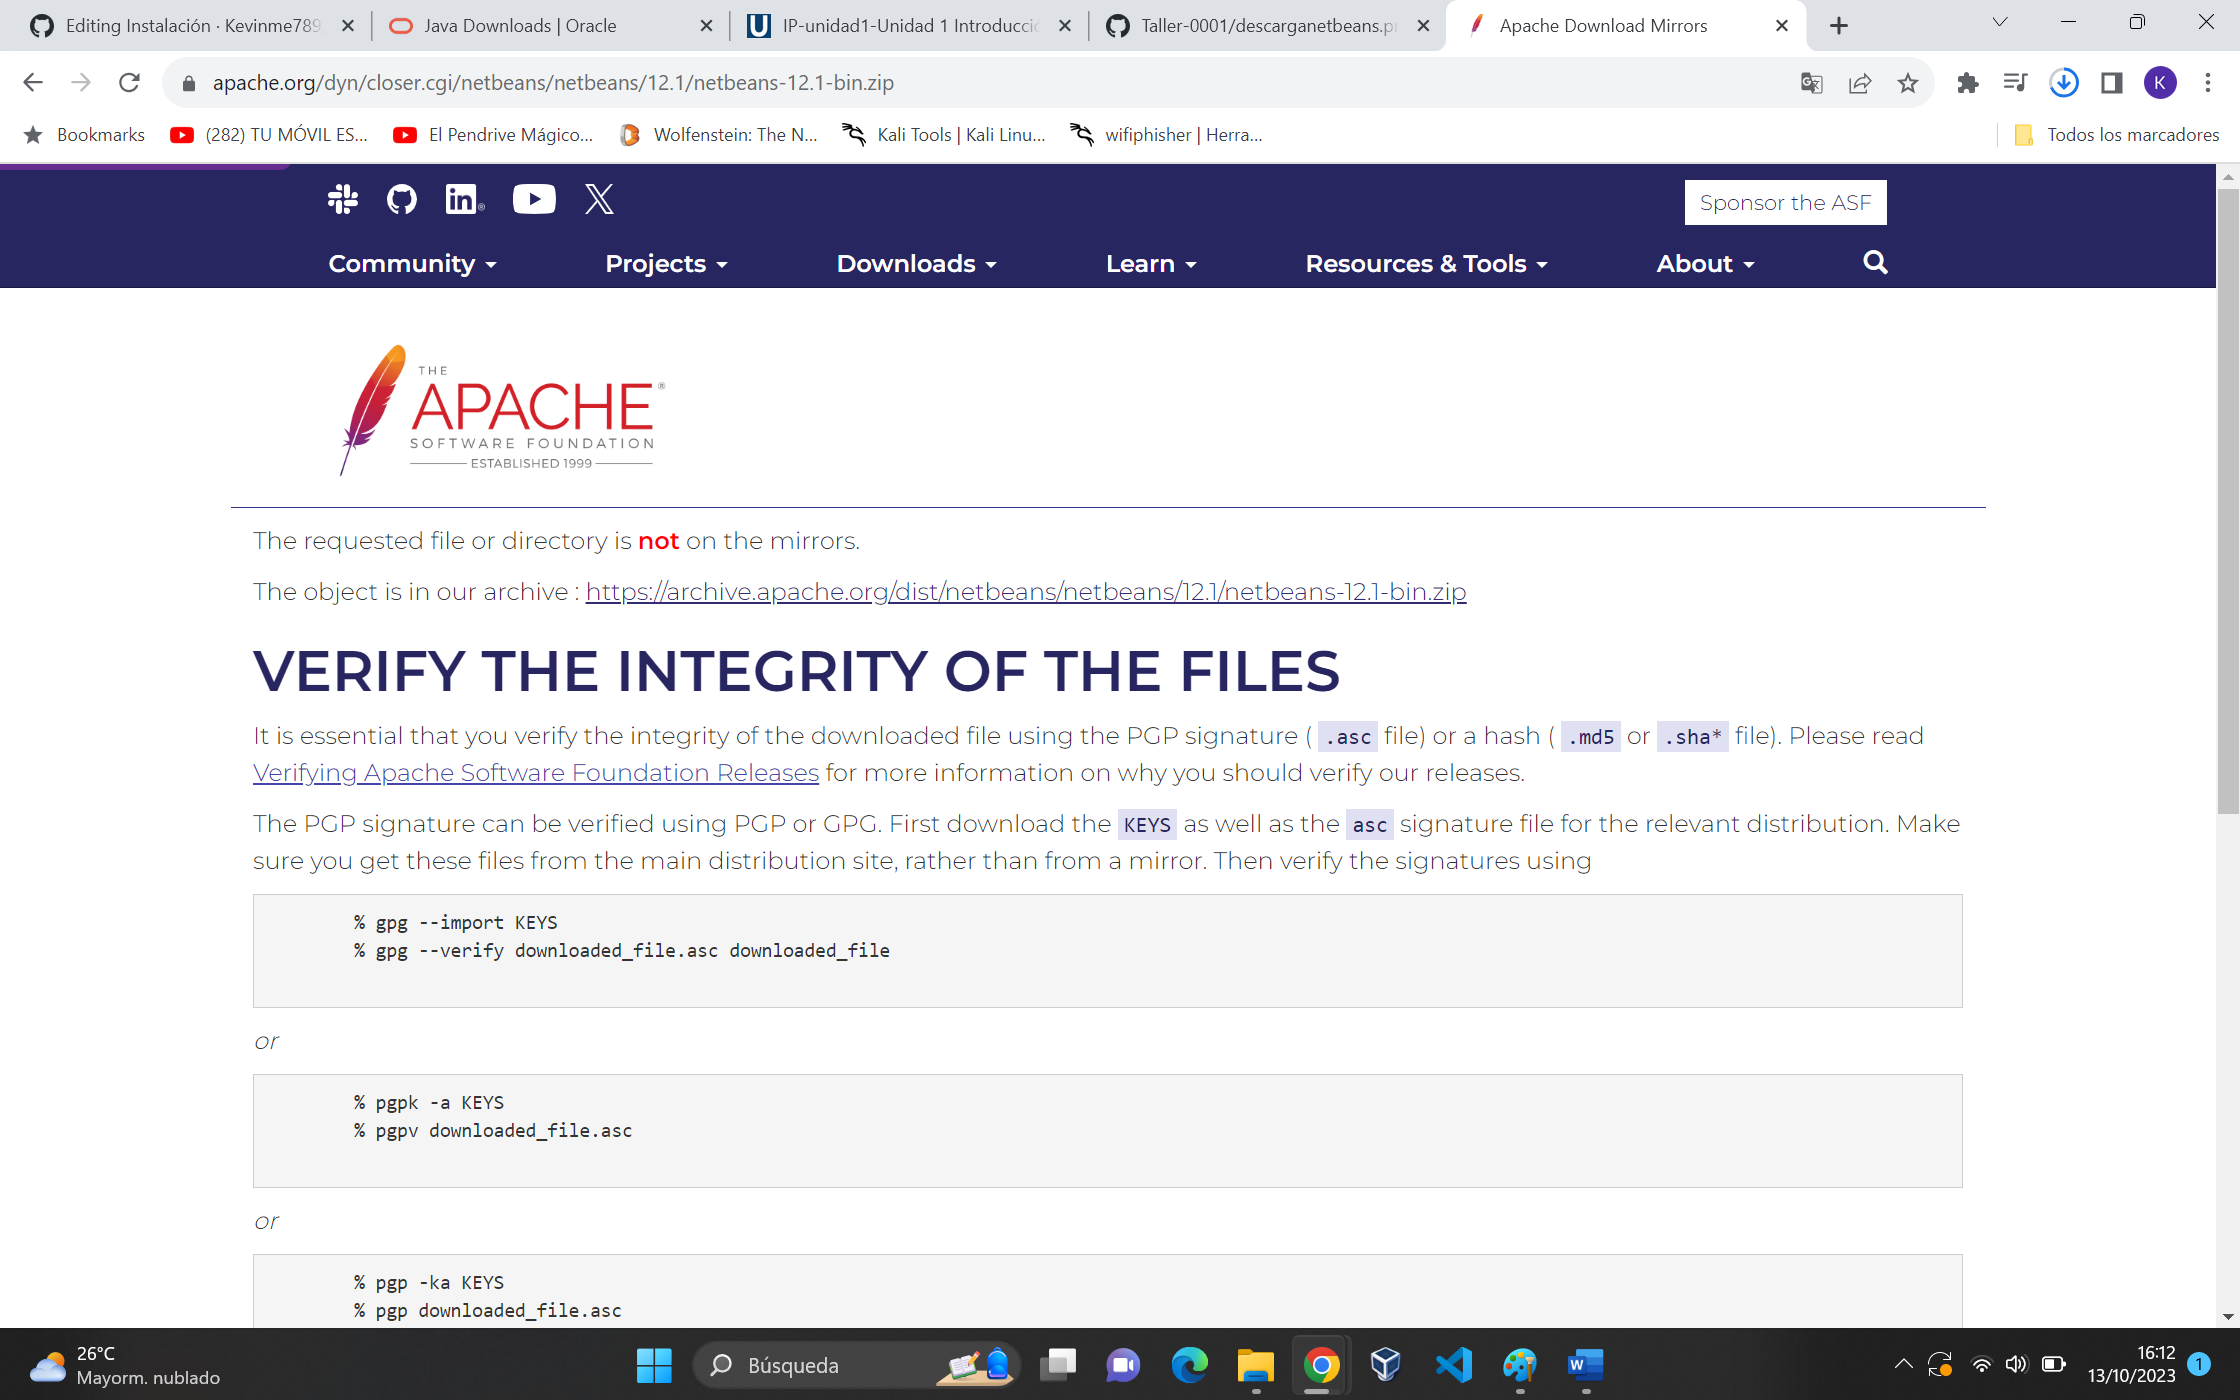 Editing Instalación · Kevinme789
Java Downloads | Oracle
IP-unidad1-Unidad 1 Introducció
Taller-0001/descarganetbeans.pn
Apache Download Mirrors
apache.org/dyn/closer.cgi/netbeans/netbeans/12.1/netbeans-12.1-bin.zip
K
Bookmarks
(282) TU MÓVIL ES...
El Pendrive Mágico...
Wolfenstein: The N...
Kali Tools | Kali Linu...
wifiphisher | Herra...
Todos los marcadores
in®
Sponsor the ASF
Community
Projects
Downloads
Learn
Resources & Tools
About
THE
APACHE®
SOFTWARE FOUNDATION
ESTABLISHED 1999
The requested file or directory is not on the mirrors.
The object is in our archive : https://archive.apache.org/dist/netbeans/netbeans/12.1/netbeans-12.1-bin.zip
VERIFY THE INTEGRITY OF THE FILES
It is essential that you verify the integrity of the downloaded file using the PGP signature ( .asc file) or a hash ( .md5 or .sha* file). Please read
Verifying Apache Software Foundation Releases for more information on why you should verify our releases.
The PGP signature can be verified using PGP or GPG. First download the KEYS as well as the asc signature file for the relevant distribution. Make
sure you get these files from the main distribution site, rather than from a mirror. Then verify the signatures using
% gpg --import KEYS
% gpg --verify downloaded_file.asc downloaded_file
or
% pgpk -a KEYS
% pgpv downloaded_file.asc
or
% pgp -ka KEYS
% pgp downloaded_file.asc
26°C
Mayorm. nublado
Búsqueda
W
16:12
13/10/2023
1